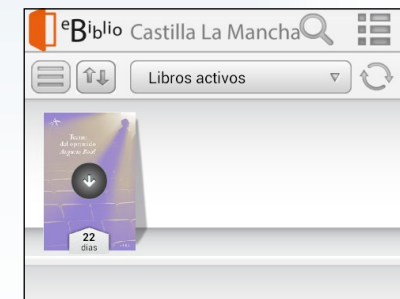 eBiblio Castilla La Mancha
Libros activos
Teatro
del oprimido
Augusto Boal
22
días